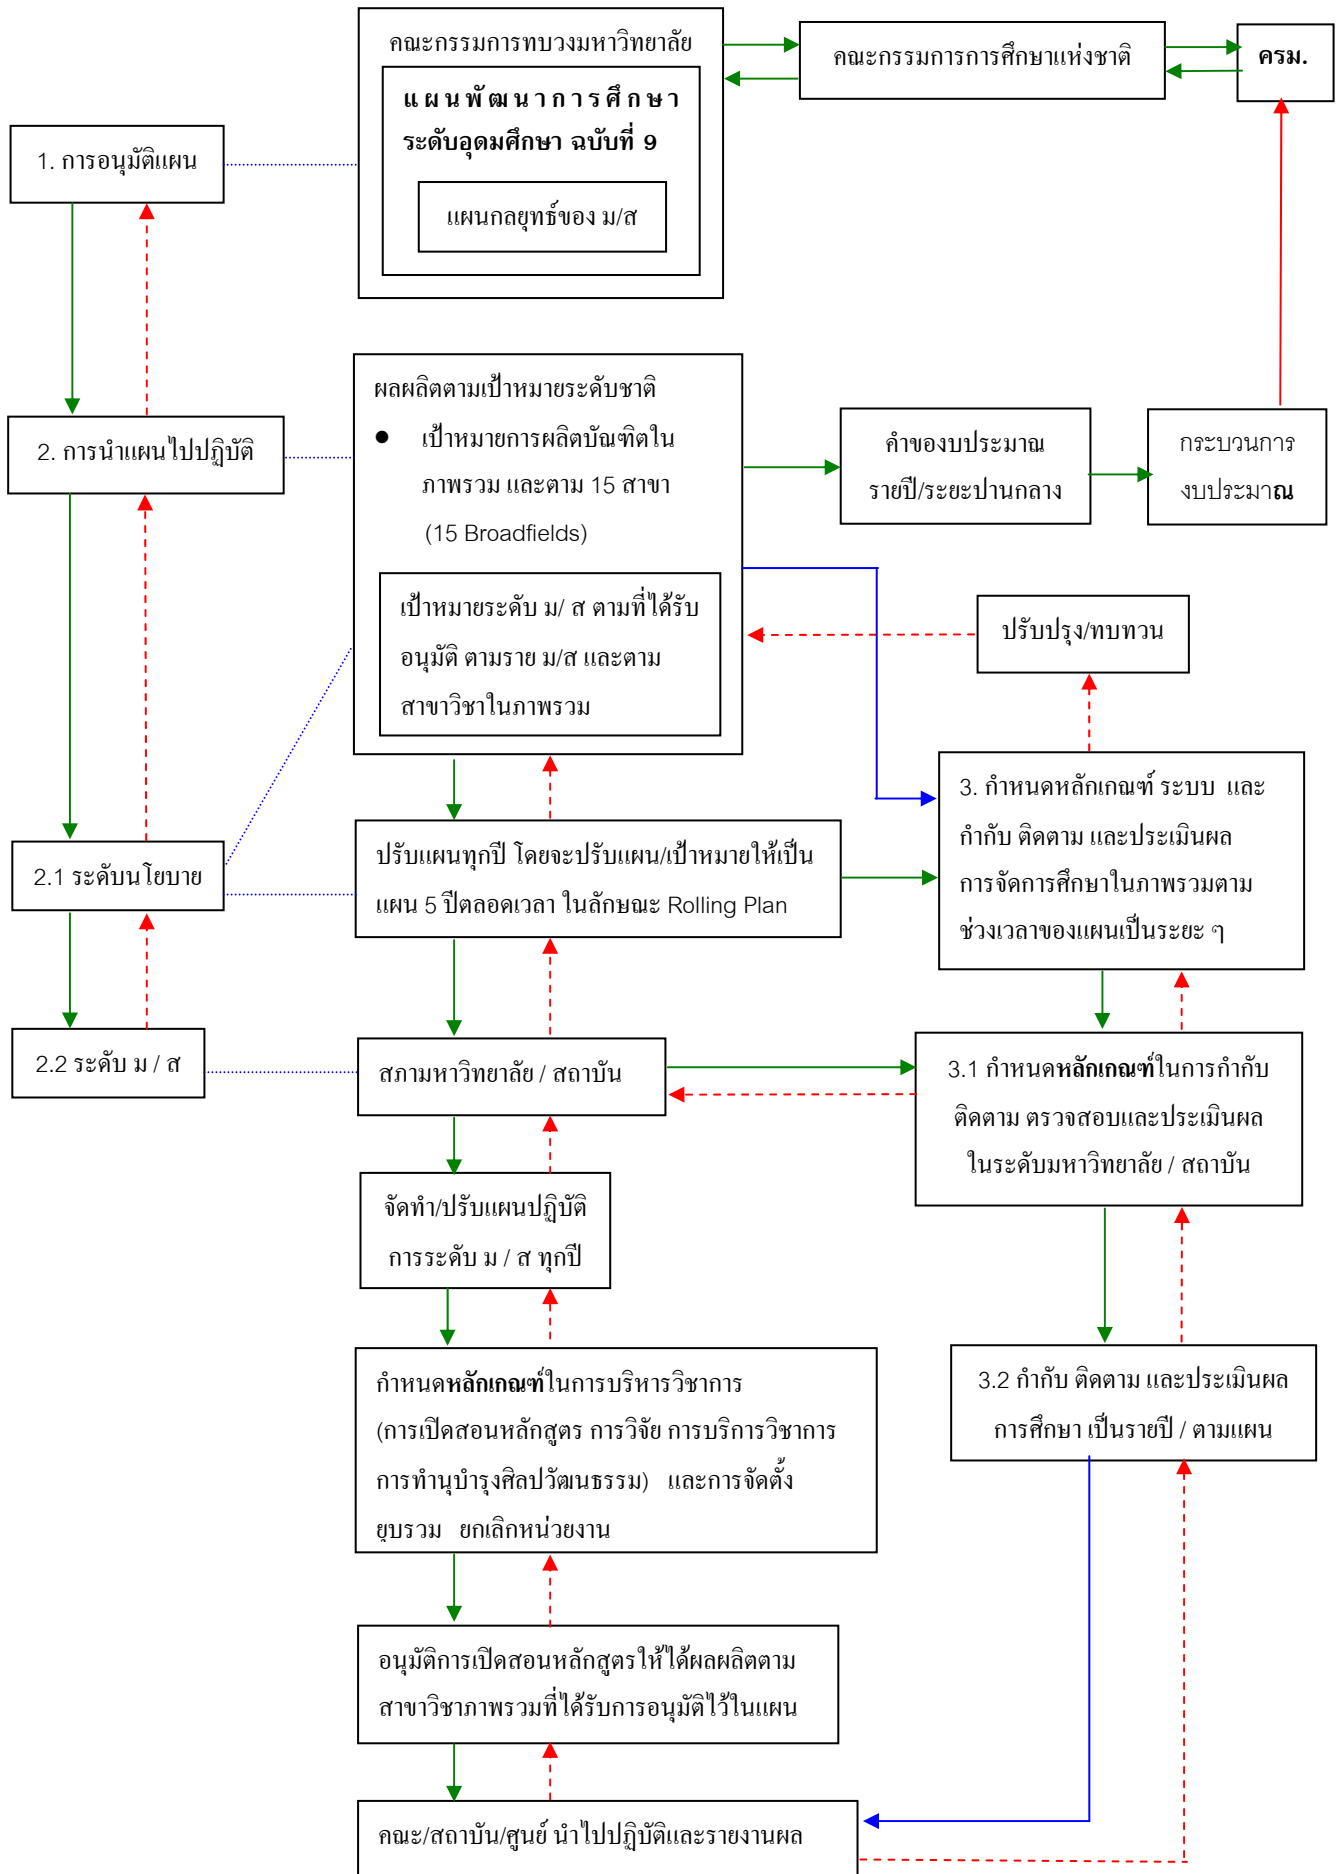 คณะกรรมการทบวงมหาวิทยาลัย
แผนพัฒนาการศึกษา
ระดับอุดมศึกษา ฉบับที่ 9
แผนกลยุทธ์ของ ม/ส
คณะกรรมการการศึกษาแห่งชาติ
ครม.
1. การอนุมัติแผน
ผลผลิตตามเป้าหมายระดับชาติ
● เป้าหมายการผลิตบัณฑิตใน
ภาพรวม และตาม 15 สาขา
(15 Broadfields)
เป้าหมายระดับ ม/ ส ตามที่ได้รับ
อนุมัติ ตามราย ม/ส และตาม
สาขาวิชาในภาพรวม
2. การนำแผนไปปฏิบัติ
คำของบประมาณ
รายปี/ระยะปานกลาง
กระบวนการ
งบประมาณ
ปรับปรุง/ทบทวน
3. กำหนดหลักเกณฑ์ ระบบ และ
กำกับ ติดตาม และประเมินผล
การจัดการศึกษาในภาพรวมตาม
ช่วงเวลาของแผนเป็นระยะ ๆ
2.1 ระดับนโยบาย
ปรับแผนทุกปี โดยจะปรับแผน/เป้าหมายให้เป็น
แผน 5 ปีตลอดเวลา ในลักษณะ Rolling Plan
2.2 ระดับ ม / ส
สภามหาวิทยาลัย / สถาบัน
3.1 กำหนดหลักเกณฑ์ในการกำกับ
ติดตาม ตรวจสอบและประเมินผล
ในระดับมหาวิทยาลัย / สถาบัน
จัดทำ/ปรับแผนปฏิบัติ
การระดับ ม / ส ทุกปี
กำหนดหลักเกณฑ์ในการบริหารวิชาการ
(การเปิดสอนหลักสูตร การวิจัย การบริการวิชาการ
การทำนุบำรุงศิลปวัฒนธรรม) และการจัดตั้ง
ยุบรวม ยกเลิกหน่วยงาน
3.2 กำกับ ติดตาม และประเมินผล
การศึกษา เป็นรายปี / ตามแผน
อนุมัติการเปิดสอนหลักสูตรให้ได้ผลผลิตตาม
สาขาวิชาภาพรวมที่ได้รับการอนุมัติไว้ในแผน
คณะ/สถาบัน/ศูนย์ นำไปปฏิบัติและรายงานผล